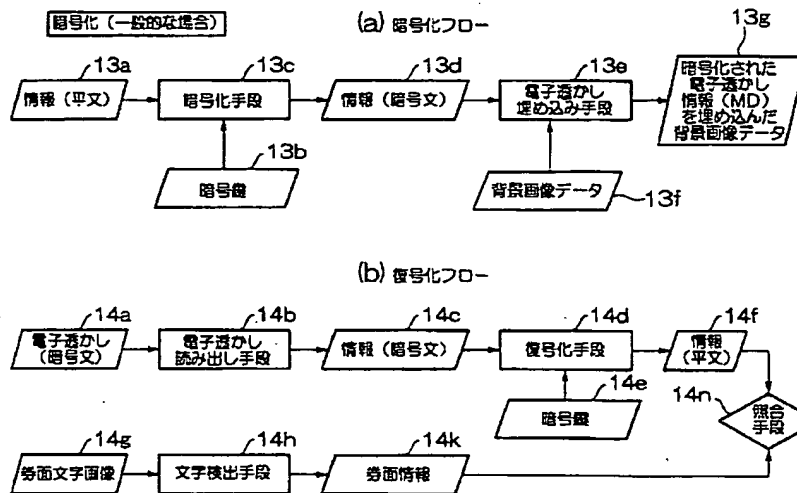 暗号化（一般的な場合）
(a) 暗号化フロー
13g
13a
13c
13d
13e
情報（平文）
暗号化手段
情報（暗号文）
電子透かし
埋め込み手段
暗号化された
電子透かし
情報（MD）
を埋め込んだ
背景画像データ
13b
暗号鍵
背景画像データ
13f
(b) 復号化フロー
14a
14b
14c
14d
14f
電子透かし
（暗号文）
電子透かし
読み出し手段
情報（暗号文）
復号化手段
情報
（平文）
14e
暗号鍵
14n
照合
手段
14g
14h
14k
券面文字画像
文字検出手段
券面情報